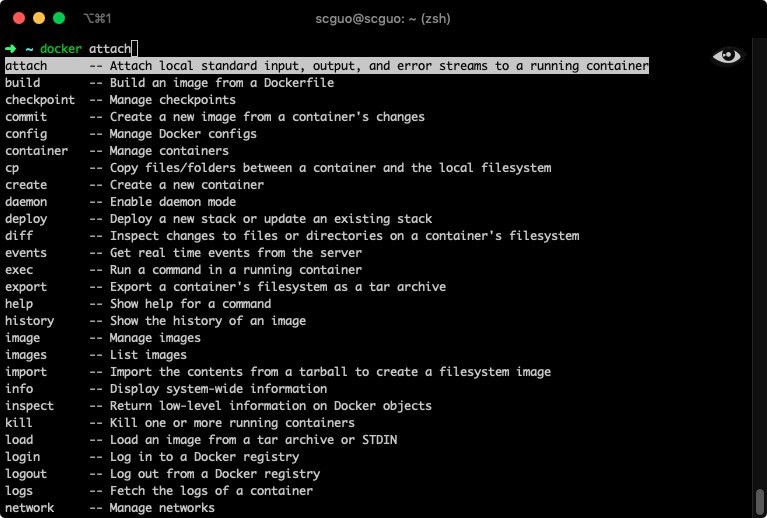 ⌥⌘1 scguo@scguo: ~ (zsh)
➜ ~ docker attach
attach -- Attach local standard input, output, and error streams to a running container
build -- Build an image from a Dockerfile
checkpoint -- Manage checkpoints
commit -- Create a new image from a container's changes
config -- Manage Docker configs
container -- Manage containers
cp -- Copy files/folders between a container and the local filesystem
create -- Create a new container
daemon -- Enable daemon mode
deploy -- Deploy a new stack or update an existing stack
diff -- Inspect changes to files or directories on a container's filesystem
events -- Get real time events from the server
exec -- Run a command in a running container
export -- Export a container's filesystem as a tar archive
help -- Show help for a command
history -- Show the history of an image
image -- Manage images
images -- List images
import -- Import the contents from a tarball to create a filesystem image
info -- Display system-wide information
inspect -- Return low-level information on Docker objects
kill -- Kill one or more running containers
load -- Load an image from a tar archive or STDIN
login -- Log in to a Docker registry
logout -- Log out from a Docker registry
logs -- Fetch the logs of a container
network -- Manage networks